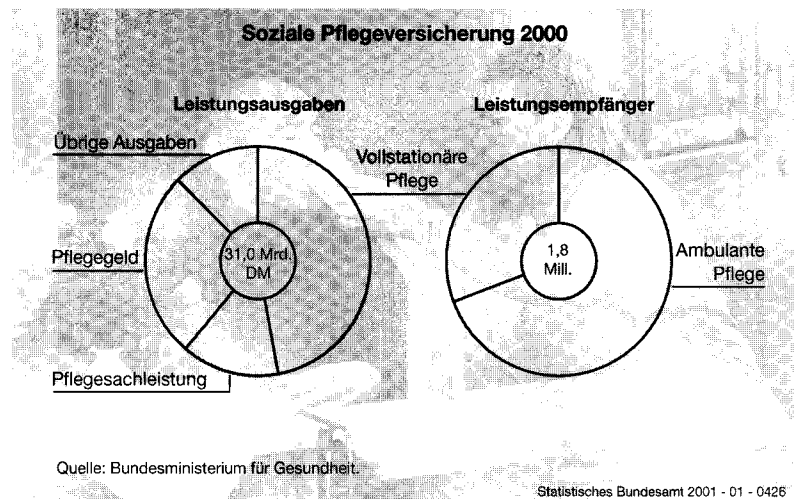 Soziale Pflegeversicherung 2000
Leistungsausgaben
Leistungsempfänger
Übrige Ausgaben
Vollstationäre
Pflege
Pflegegeld
31,0 Mrd.
DM
1,8
Mill.
Ambulante
Pflege
Pflegesachleistung
Quelle: Bundesministerium für Gesundheit.
Statistisches Bundesamt 2001 - 01 - 0426